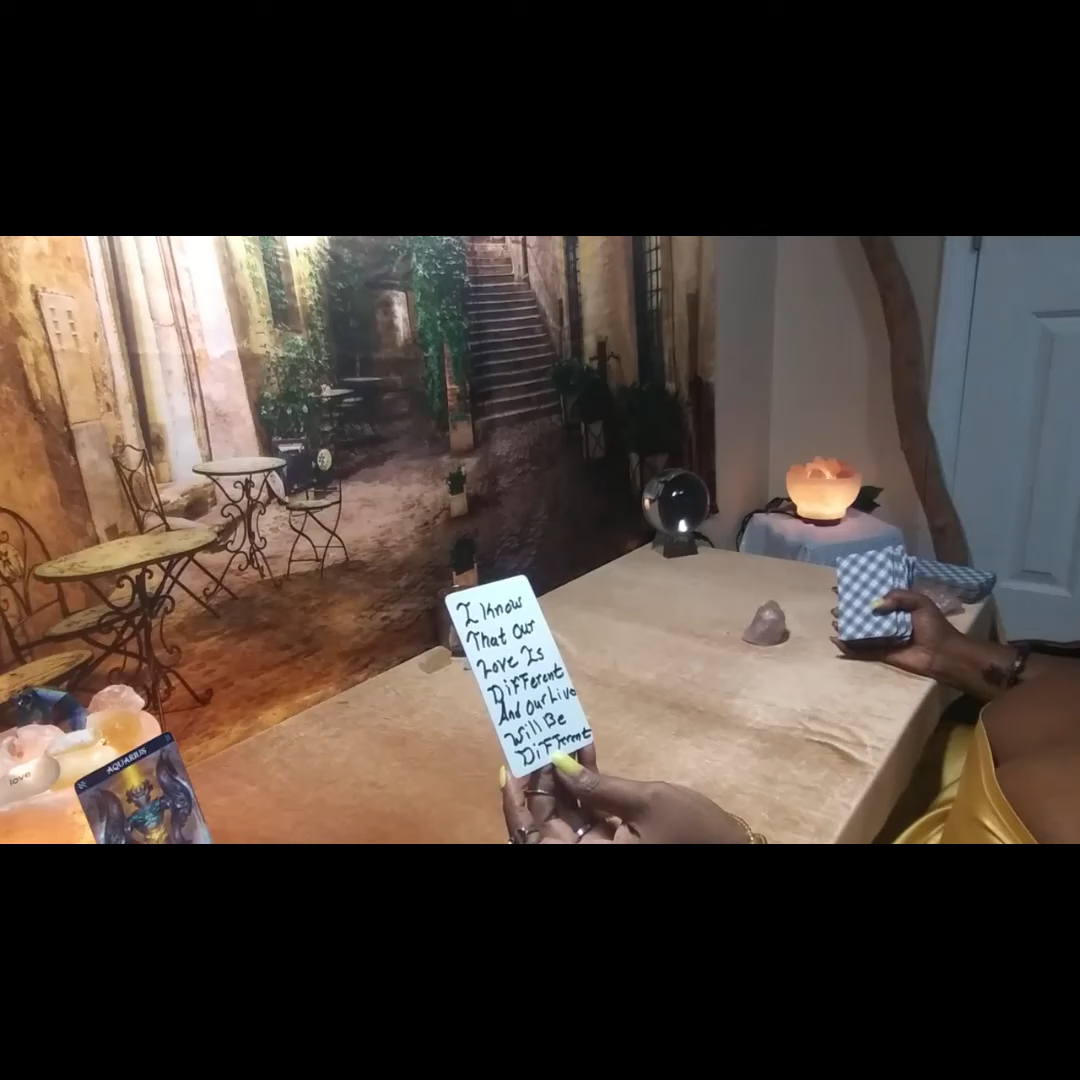 I Know
That Our
Love Is
Different
And Our Live
Will Be
Different
AQUARIUS
love